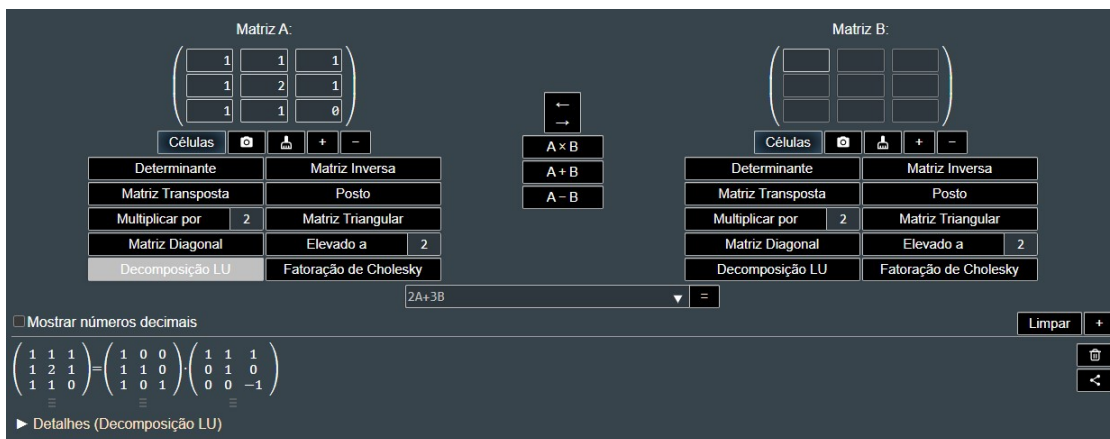 Matriz A: Matriz B:
1 1 1
1 2 1
1 1 0
←
→
Células + − A × B Células + −
Determinante Matriz Inversa A + B Determinante Matriz Inversa
Matriz Transposta Posto A − B Matriz Transposta Posto
Multiplicar por 2 Matriz Triangular Multiplicar por 2 Matriz Triangular
Matriz Diagonal Elevado a 2 Matriz Diagonal Elevado a 2
Decomposição LU Fatoração de Cholesky Decomposição LU Fatoração de Cholesky
2A+3B ▼ =
Mostrar números decimais Limpar +
1 1 1 1 0 0 1 1 1
1 2 1 = 1 1 0 · 0 1 0
1 1 0 1 0 1 0 0 −1
► Detalhes (Decomposição LU)